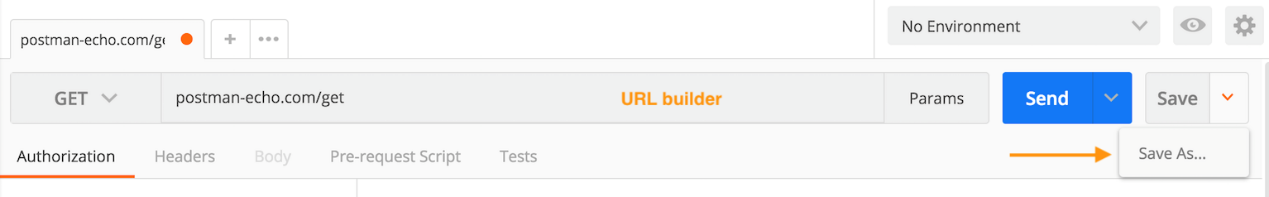 postman-echo.com/ge
+
•••
No Environment
GET postman-echo.com/get URL builder Params Send Save
Authorization Headers Body Pre-request Script Tests
Save As...